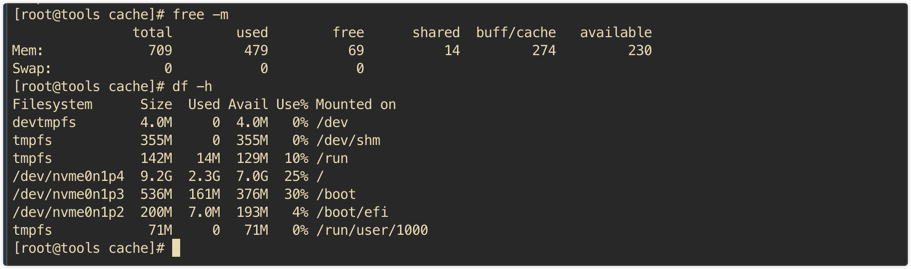 [root@tools cache]# free -m
               total        used        free      shared  buff/cache   available
Mem:             709         479          69          14         274         230
Swap:              0           0           0
[root@tools cache]# df -h
Filesystem      Size  Used Avail Use% Mounted on
devtmpfs        4.0M     0  4.0M   0% /dev
tmpfs           355M     0  355M   0% /dev/shm
tmpfs           142M   14M  129M  10% /run
/dev/nvme0n1p4  9.2G  2.3G  7.0G  25% /
/dev/nvme0n1p3  536M  161M  376M  30% /boot
/dev/nvme0n1p2  200M  7.0M  193M   4% /boot/efi
tmpfs            71M     0   71M   0% /run/user/1000
[root@tools cache]#